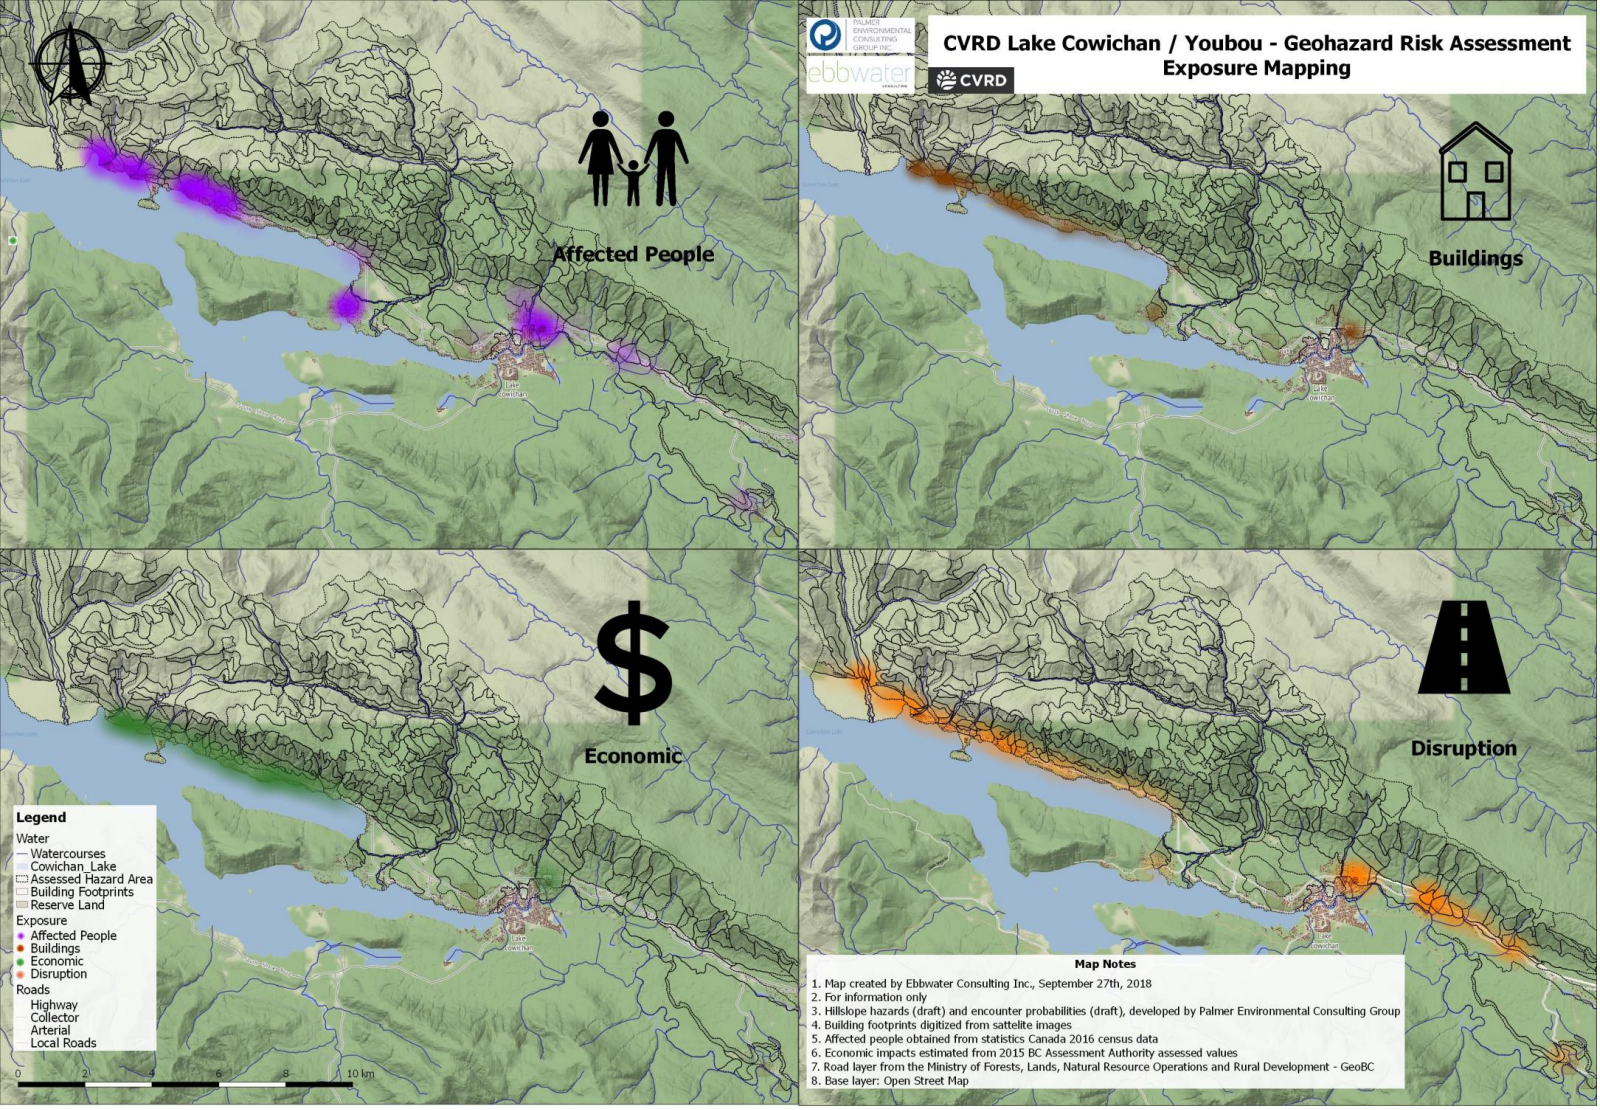 PALMER
ENVIRONMENTAL
CONSULTING
GROUP INC.
ebbwater
CONSULTING
CVRD
CVRD Lake Cowichan / Youbou - Geohazard Risk Assessment
Exposure Mapping
Affected People
Lake
Cowichan
Buildings
Lake
Cowichan
Economic
Lake
Cowichan
Legend
Water
Watercourses
Cowichan_Lake
Assessed Hazard Area
Building Footprints
Reserve Land
Exposure
Affected People
Buildings
Economic
Disruption
Roads
Highway
Collector
Arterial
Local Roads
0 2 4 6 8 10 km
Disruption
Lake
Cowichan
Map Notes
1. Map created by Ebbwater Consulting Inc., September 27th, 2018
2. For information only
3. Hillslope hazards (draft) and encounter probabilities (draft), developed by Palmer Environmental Consulting Group
4. Building footprints digitized from sattelite images
5. Affected people obtained from statistics Canada 2016 census data
6. Economic impacts estimated from 2015 BC Assessment Authority assessed values
7. Road layer from the Ministry of Forests, Lands, Natural Resource Operations and Rural Development - GeoBC
8. Base layer: Open Street Map